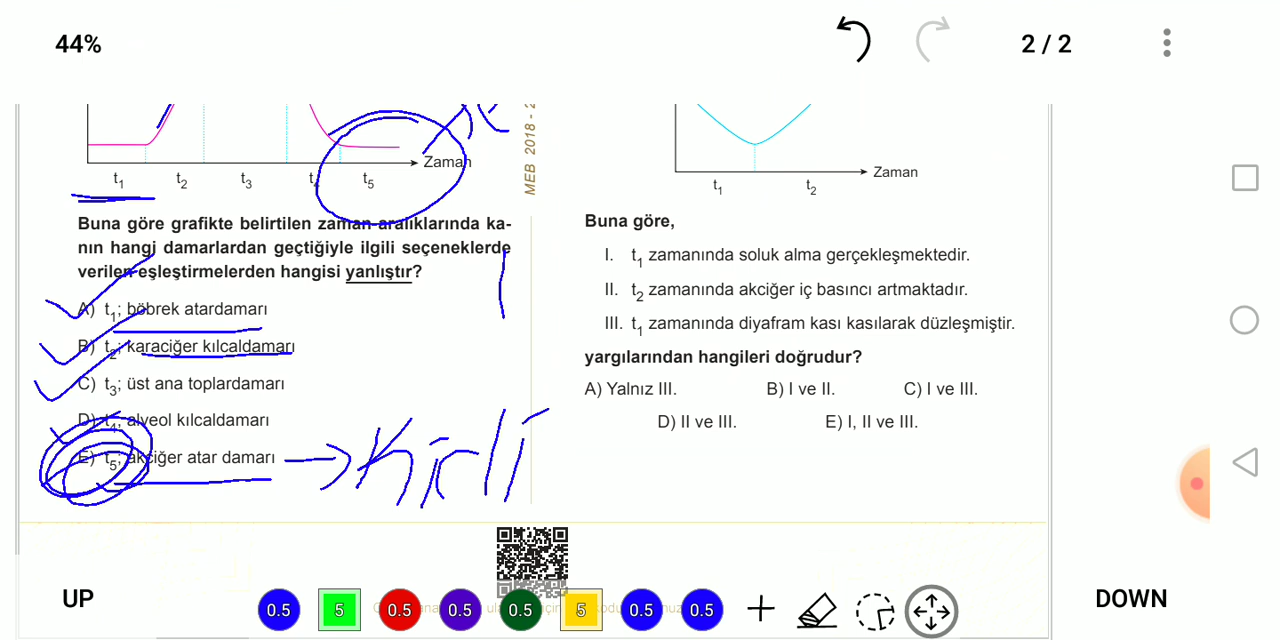 44%
2 / 2
Zaman
t1 t2 t3 t5
MEB 2018 -
Buna göre grafikte belirtilen zaman aralıklarında ka-
nın hangi damarlardan geçtiğiyle ilgili seçeneklerde
verilen eşleştirmelerden hangisi yanlıştır?
A) t1; böbrek atardamarı
B) t2; karaciğer kılcaldamarı
C) t3; üst ana toplardamarı
D) t4; alveol kılcaldamarı
E) t5; akciğer atar damarı
kirli
Zaman
t1 t2
Buna göre,
I. t1 zamanında soluk alma gerçekleşmektedir.
II. t2 zamanında akciğer iç basıncı artmaktadır.
III. t1 zamanında diyafram kası kasılarak düzleşmiştir.
yargılarından hangileri doğrudur?
A) Yalnız III. B) I ve II. C) I ve III.
D) II ve III. E) I, II ve III.
UP
0.5 5 0.5 0.5 0.5 5 0.5 0.5
DOWN